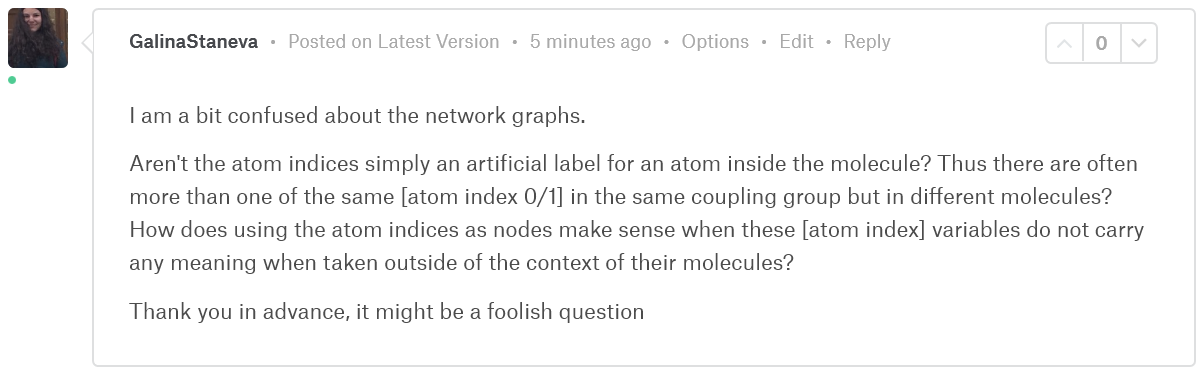 GalinaStaneva • Posted on Latest Version • 5 minutes ago • Options • Edit • Reply 0
I am a bit confused about the network graphs.
Aren't the atom indices simply an artificial label for an atom inside the molecule? Thus there are often
more than one of the same [atom index 0/1] in the same coupling group but in different molecules?
How does using the atom indices as nodes make sense when these [atom index] variables do not carry
any meaning when taken outside of the context of their molecules?
Thank you in advance, it might be a foolish question